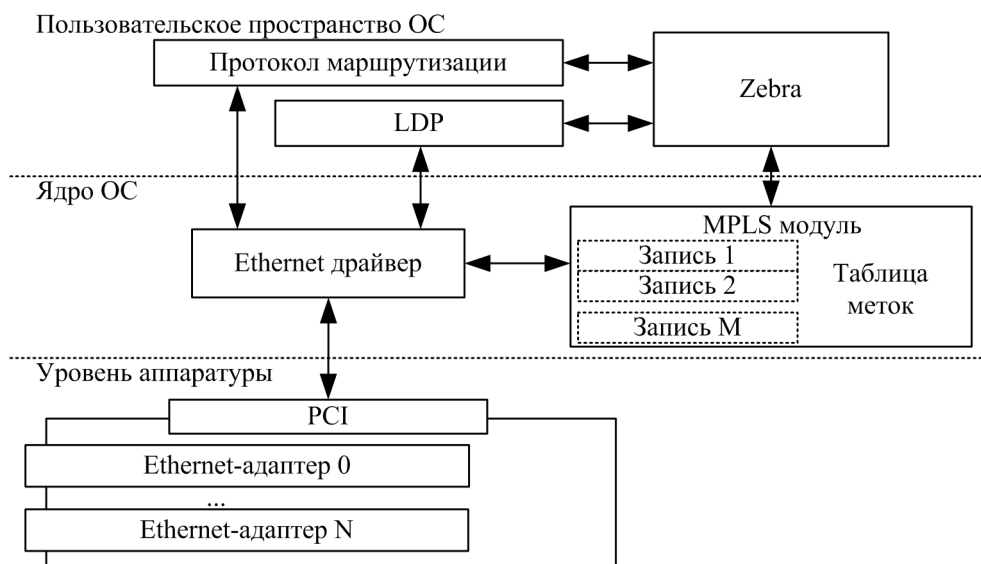 Пользовательское пространство ОС
Протокол маршрутизации
Zebra
LDP
Ядро ОС
MPLS модуль
Ethernet драйвер
Запись 1
Запись 2
Запись M
Таблица
меток
Уровень аппаратуры
PCI
Ethernet-адаптер 0
...
Ethernet-адаптер N